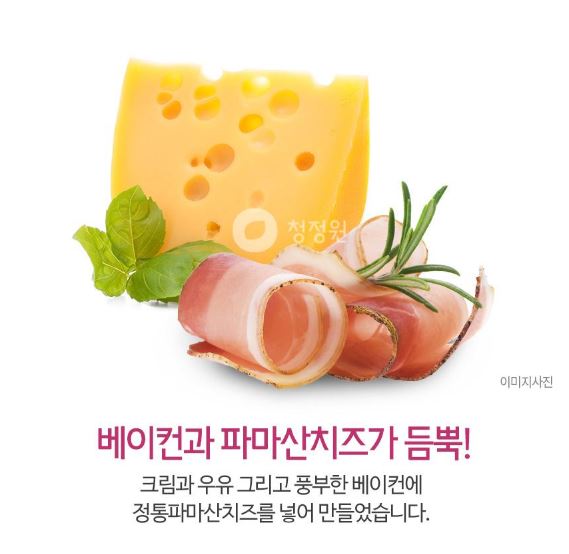 청정원
이미지사진
베이컨과 파마산치즈가 듬뿍!
크림과 우유 그리고 풍부한 베이컨에
정통파마산치즈를 넣어 만들었습니다.